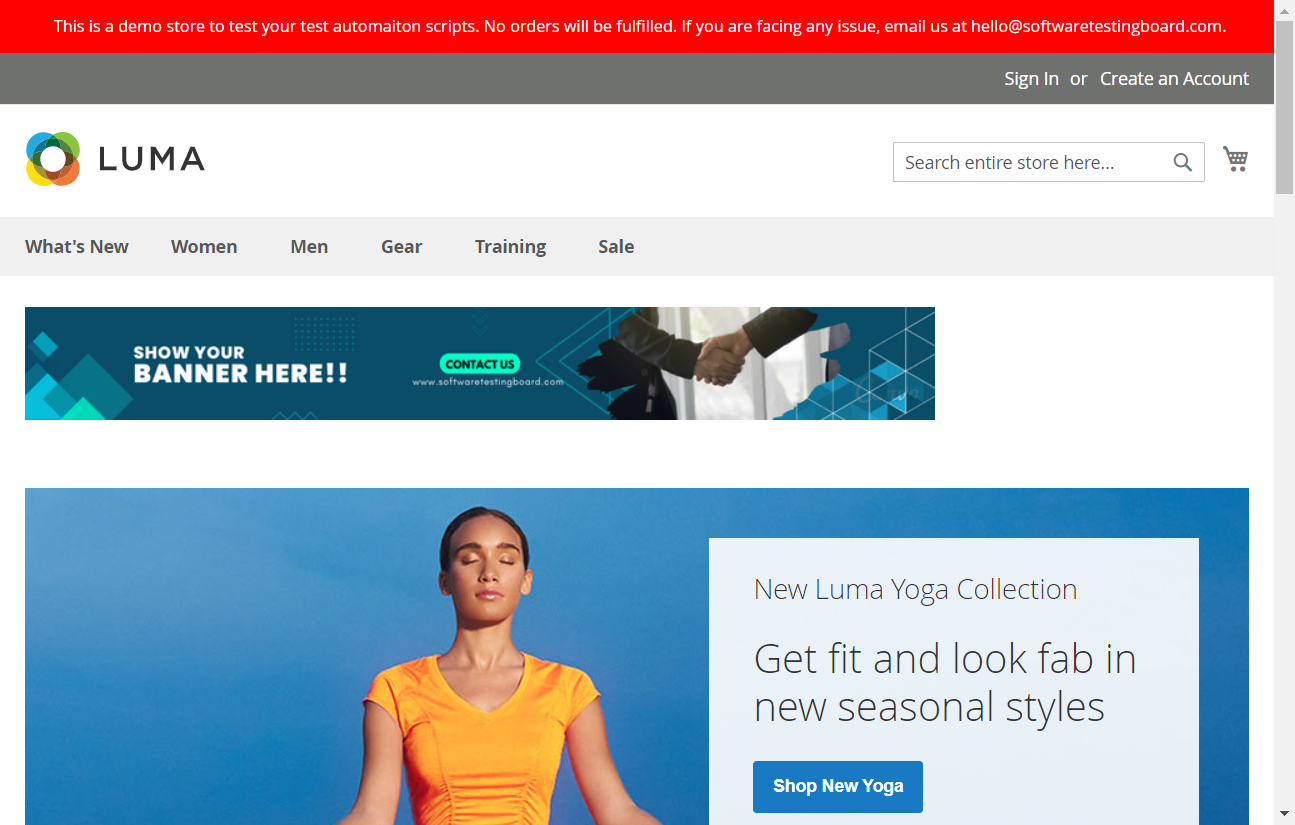 This is a demo store to test your test automaiton scripts. No orders will be fulfilled. If you are facing any issue, email us at hello@softwaretestingboard.com.
Sign In or Create an Account
LUMA
Search entire store here...
What's New Women Men Gear Training Sale
SHOW YOUR
BANNER HERE!!
CONTACT US
www.softwaretestingboard.com
New Luma Yoga Collection
Get fit and look fab in
new seasonal styles
Shop New Yoga